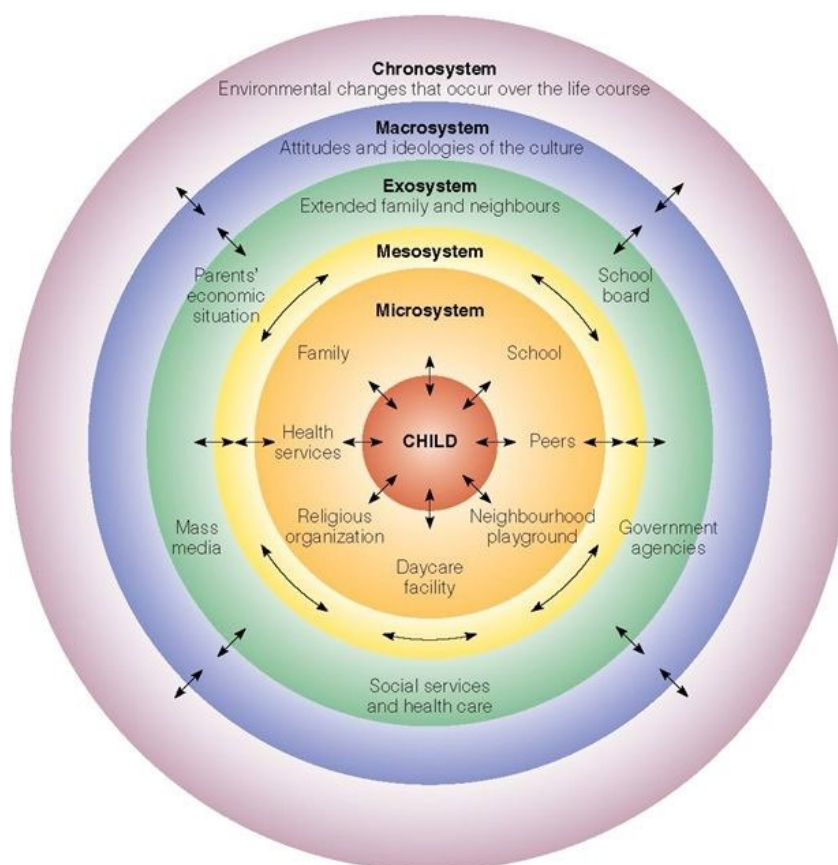 Chronosystem
Environmental changes that occur over the life course
Macrosystem
Attitudes and ideologies of the culture
Exosystem
Extended family and neighbours
Mesosystem
Parents'
economic
situation
School
board
Microsystem
Family
School
Health
services
CHILD
Peers
Religious
organization
Neighbourhood
playground
Mass
media
Government
agencies
Daycare
facility
Social services
and health care